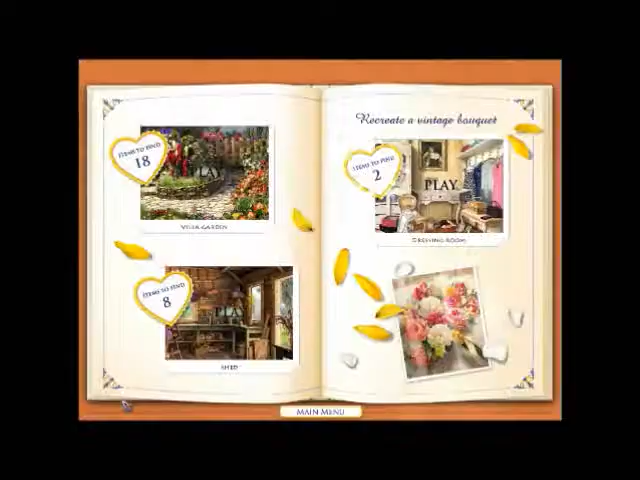 Recreate a vintage bouquet
ITEMS TO FIND
18
PLAY
VILLA GARDEN
ITEMS TO FIND
2
PLAY
DRESSING ROOM
ITEMS TO FIND
8
PLAY
SHED
MAIN MENU